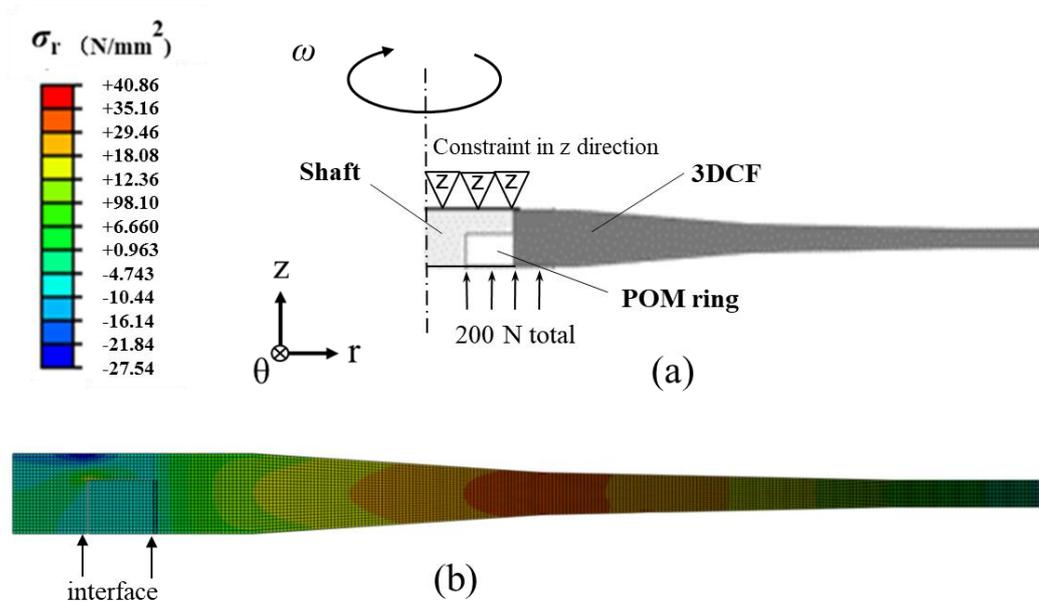 σr (N/mm2)
+40.86
+35.16
+29.46
+18.08
+12.36
+98.10
+6.660
+0.963
-4.743
-10.44
-16.14
-21.84
-27.54
ω
Constraint in z direction
Shaft
3DCF
Z Z Z
z
POM ring
200 N total
r
θ
(a)
interface
(b)